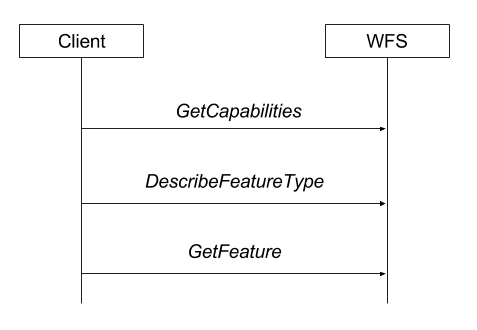 Client
WFS
GetCapabilities
DescribeFeatureType
GetFeature